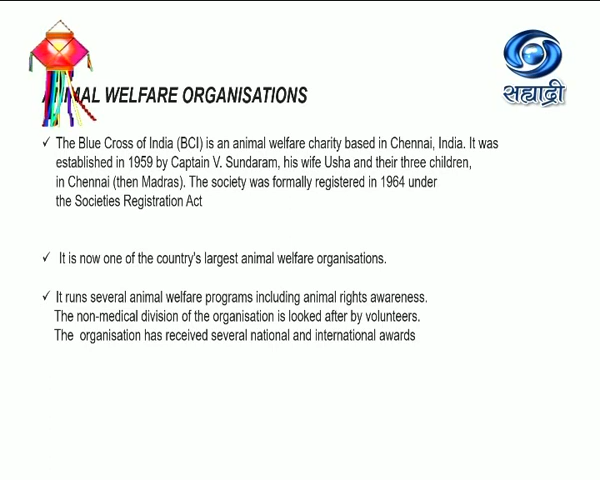 सह्याद्री
ANIMAL WELFARE ORGANISATIONS
✓ The Blue Cross of India (BCI) is an animal welfare charity based in Chennai, India. It was
established in 1959 by Captain V. Sundaram, his wife Usha and their three children,
in Chennai (then Madras). The society was formally registered in 1964 under
the Societies Registration Act
✓ It is now one of the country's largest animal welfare organisations.
✓ It runs several animal welfare programs including animal rights awareness.
The non-medical division of the organisation is looked after by volunteers.
The organisation has received several national and international awards